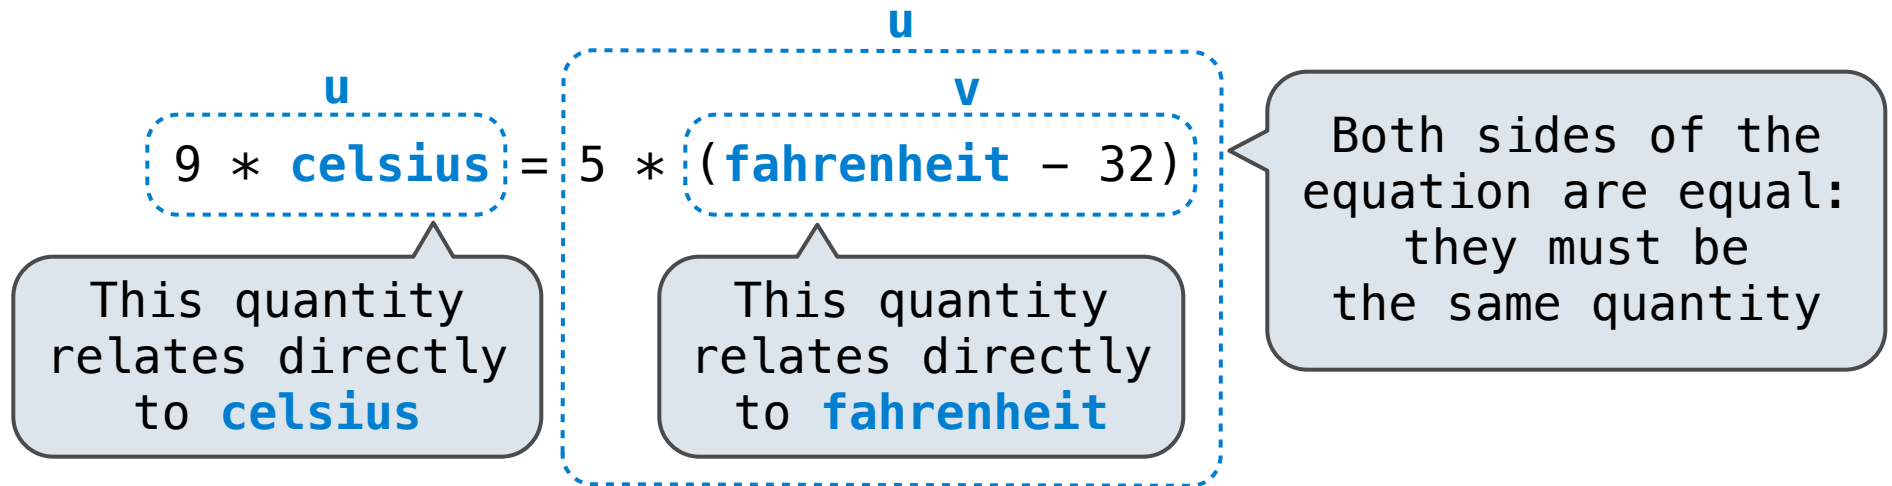 u
u
v
9 * celsius = 5 * (fahrenheit − 32)
This quantity
relates directly
to celsius
This quantity
relates directly
to fahrenheit
Both sides of the
equation are equal:
they must be
the same quantity